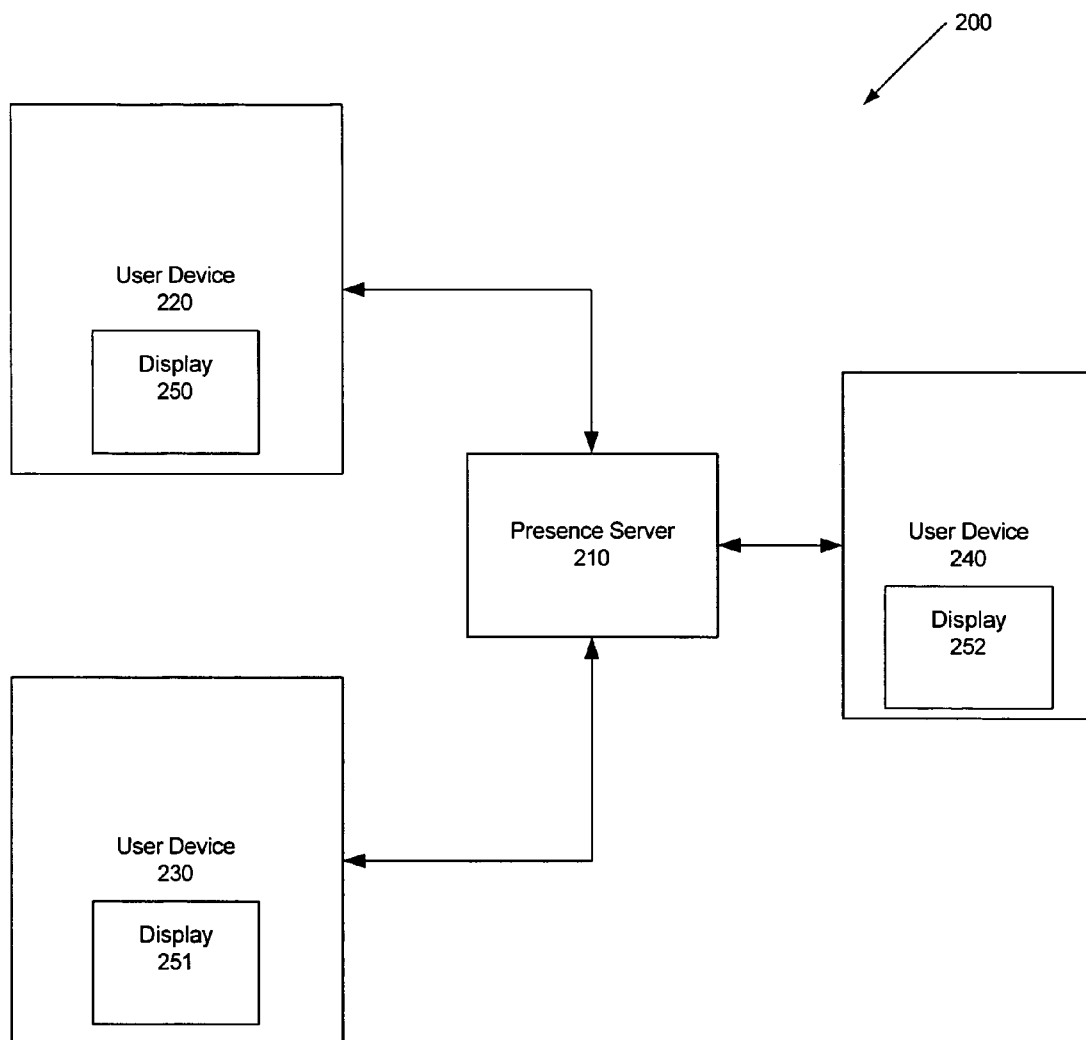 200
User Device
220
Display
250
Presence Server
210
User Device
240
Display
252
User Device
230
Display
251